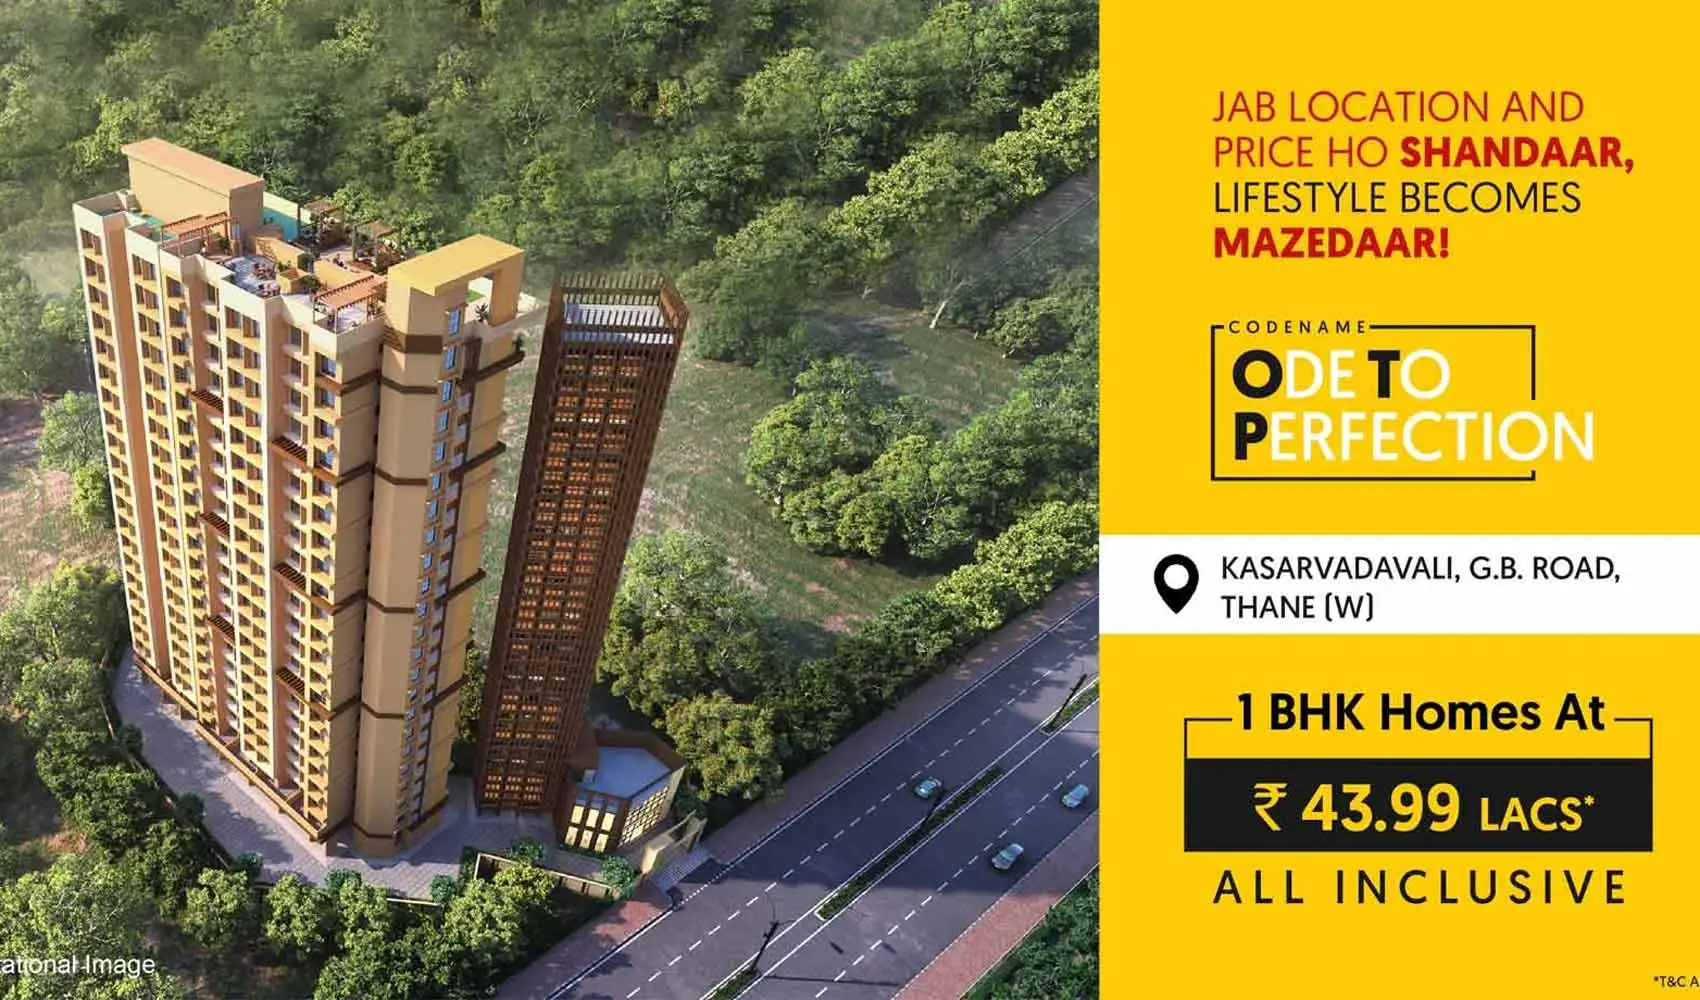 JAB LOCATION AND
PRICE HO SHANDAAR,
LIFESTYLE BECOMES
MAZEDAAR!
CODENAME
ODE TO
PERFECTION
KASARVADAVALI, G.B. ROAD,
THANE (W)
1 BHK Homes At
₹ 43.99 LACS*
ALL INCLUSIVE
Image
*T&C